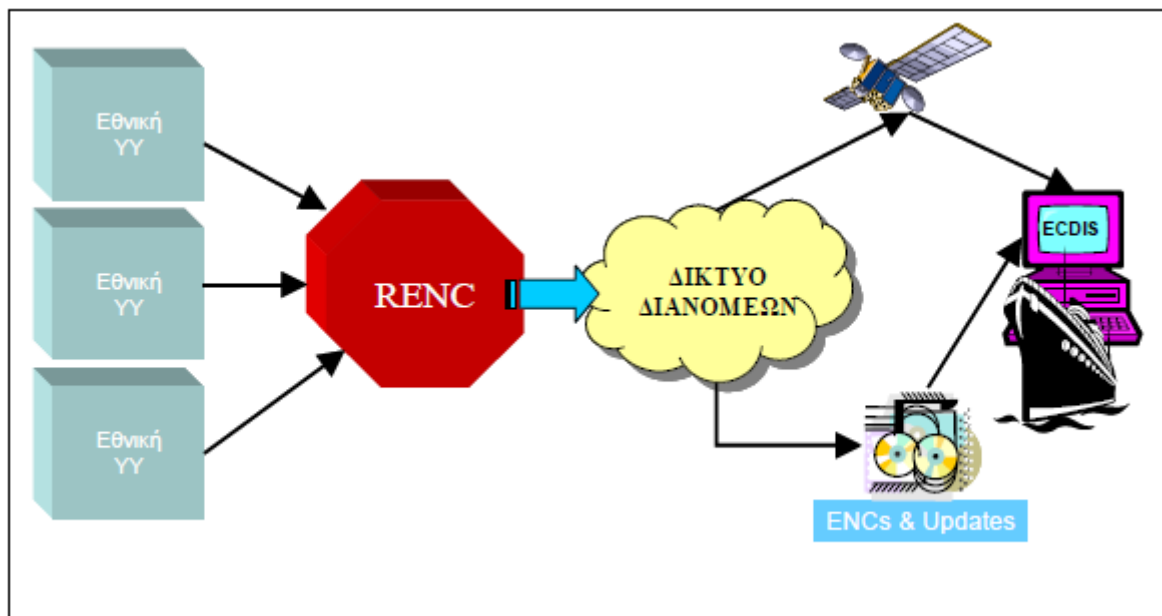 Εθνική
ΥΥ
Εθνική
ΥΥ
Εθνική
ΥΥ
RENC
ΔΙΚΤΥΟ
ΔΙΑΝΟΜΕΩΝ
ECDIS
ENCs & Updates